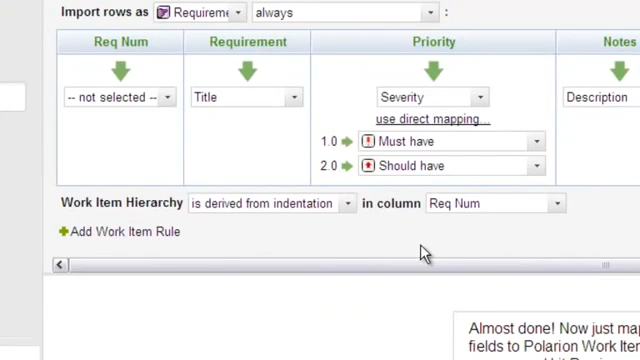 Import rows as Requireme always :
Req Num Requirement Priority Notes
-- not selected -- Title Severity Description
use direct mapping...
1.0 Must have
2.0 Should have
Work Item Hierarchy is derived from indentation in column Req Num
Add Work Item Rule
Almost done! Now just map
fields to Polarion Work Item